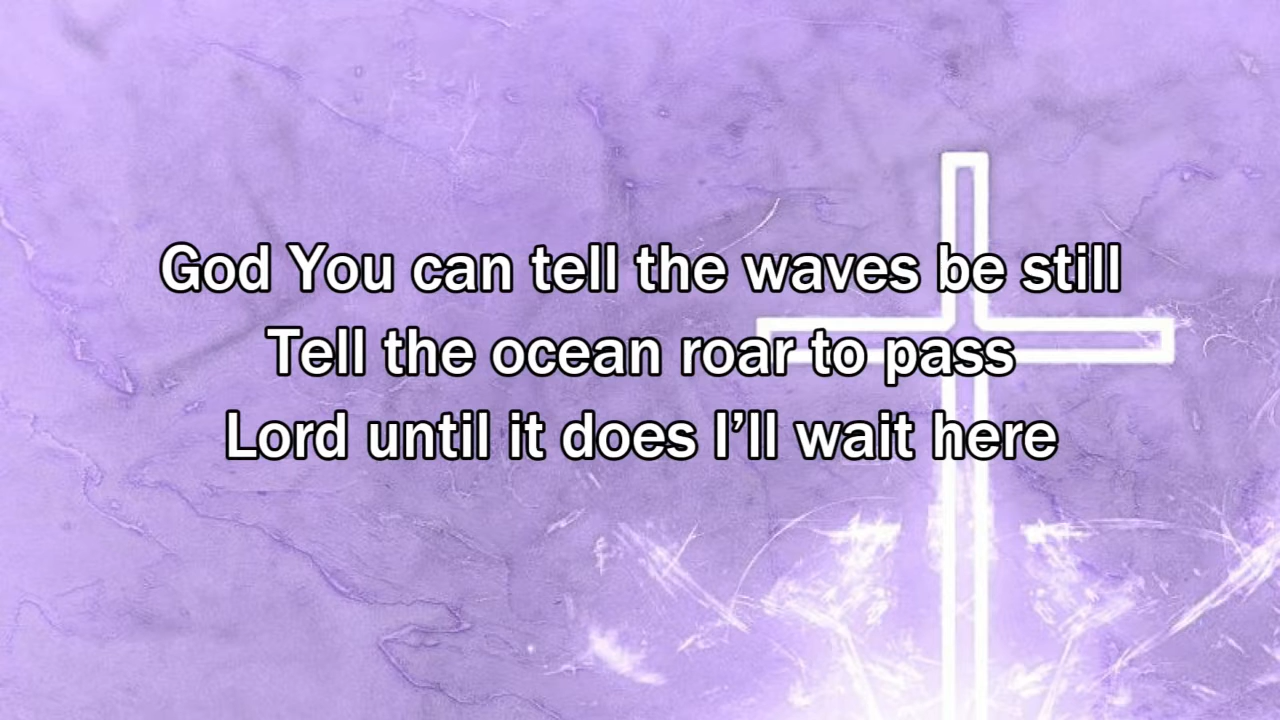 God You can tell the waves be still
Tell the ocean roar to pass
Lord until it does I’ll wait here